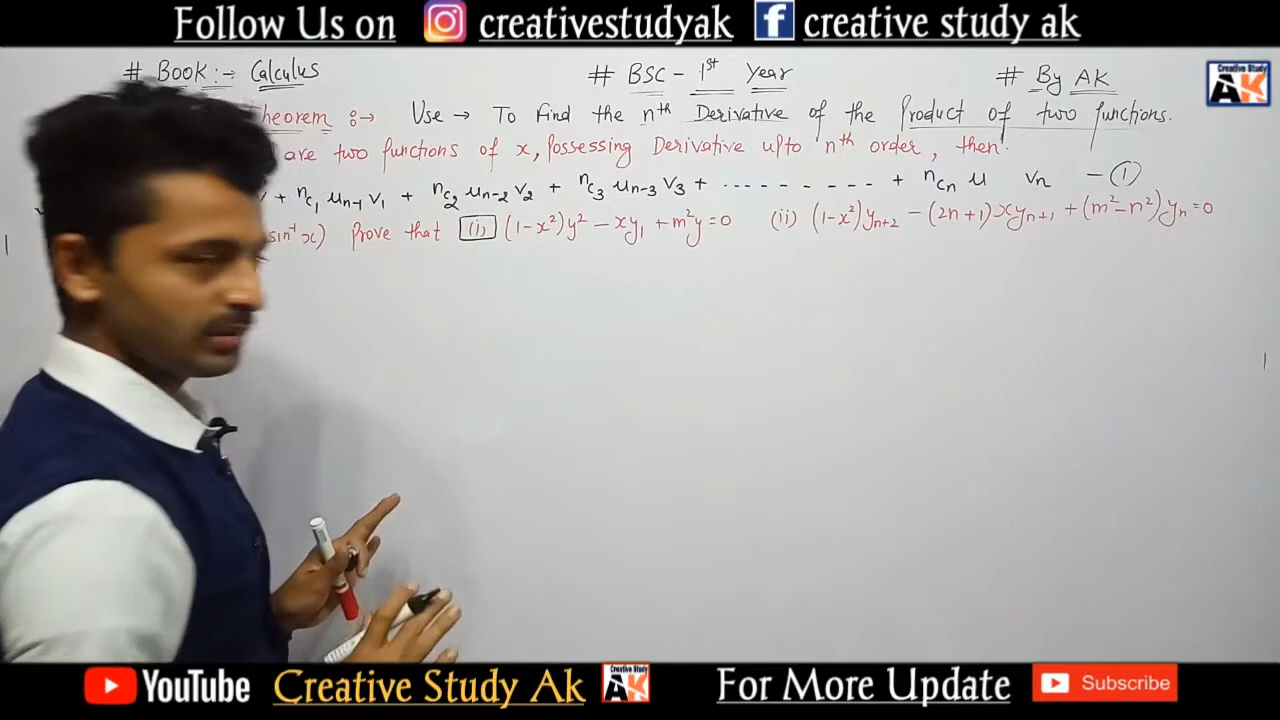 Follow Us on creativestudyak creative study ak
# Book :→ Calculus # BSC - 1st Year # By AK
Creative Study AK
Theorem :→ Use → To Find the nth Derivative of the Product of two functions.
are two functions of x, Possessing Derivative upto nth order, then.
+ nC1 un-1 v1 + nC2 un-2 v2 + nC3 un-3 v3 + ---------- + nCn u vn - ①
sin⁻¹ x) Prove that (i) (1-x²)y² - xy₁ + m²y = 0 (ii) (1-x²)yn+2 - (2n+1)xyn+1 + (m²-n²)yn = 0
YouTube Creative Study Ak Creative Study AK For More Update Subscribe